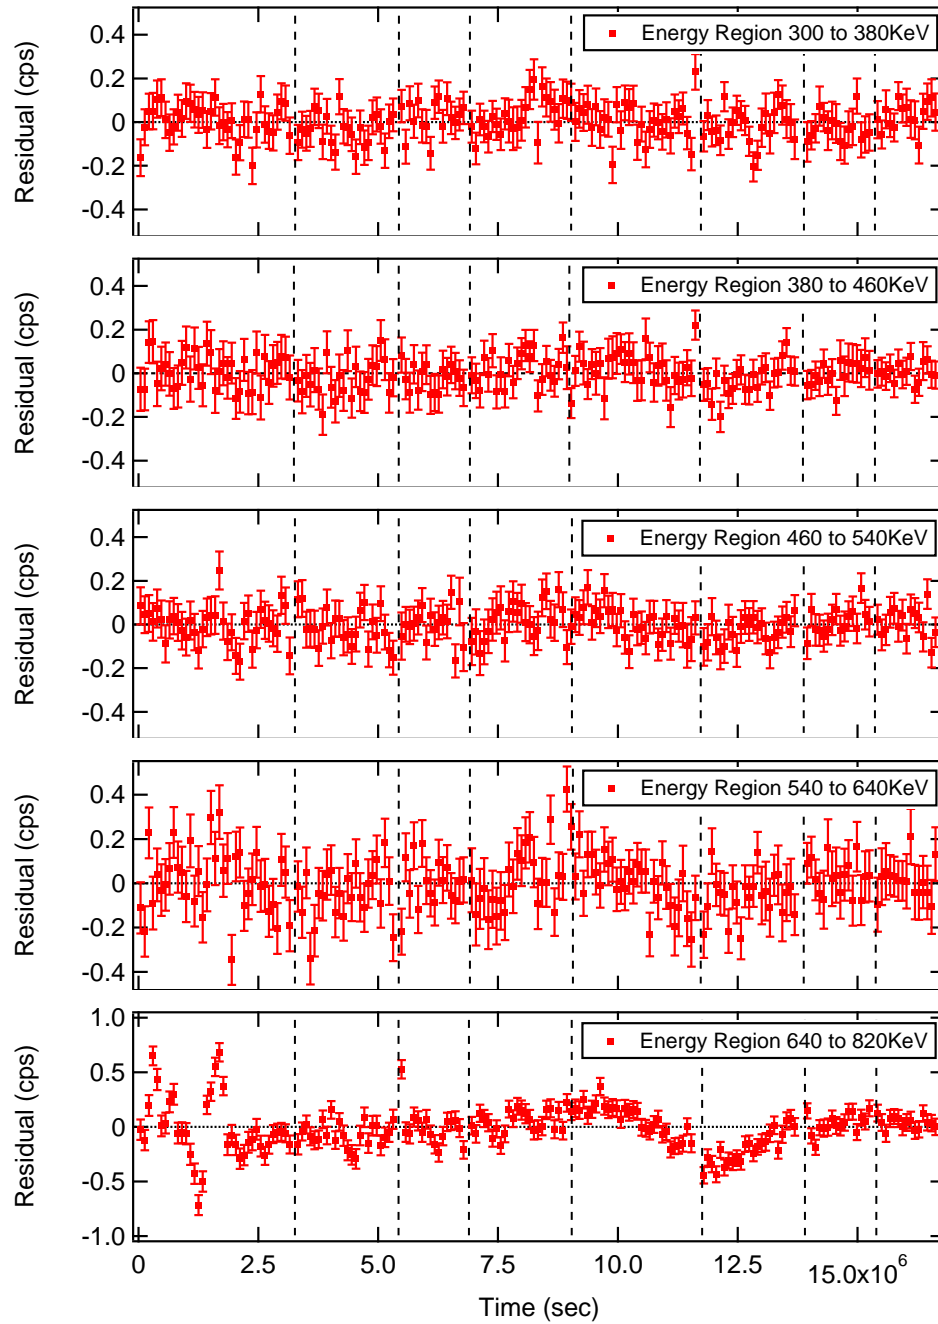 Energy Region 300 to 380KeV
Residual (cps)
0.4
0.2
0
-0.2
-0.4
Energy Region 380 to 460KeV
Residual (cps)
0.4
0.2
0
-0.2
-0.4
Energy Region 460 to 540KeV
Residual (cps)
0.4
0.2
0
-0.2
-0.4
Energy Region 540 to 640KeV
Residual (cps)
0.4
0.2
0
-0.2
-0.4
Energy Region 640 to 820KeV
Residual (cps)
1.0
0.5
0
-0.5
-1.0
0 2.5 5.0 7.5 10.0 12.5 15.0x10⁶
Time (sec)